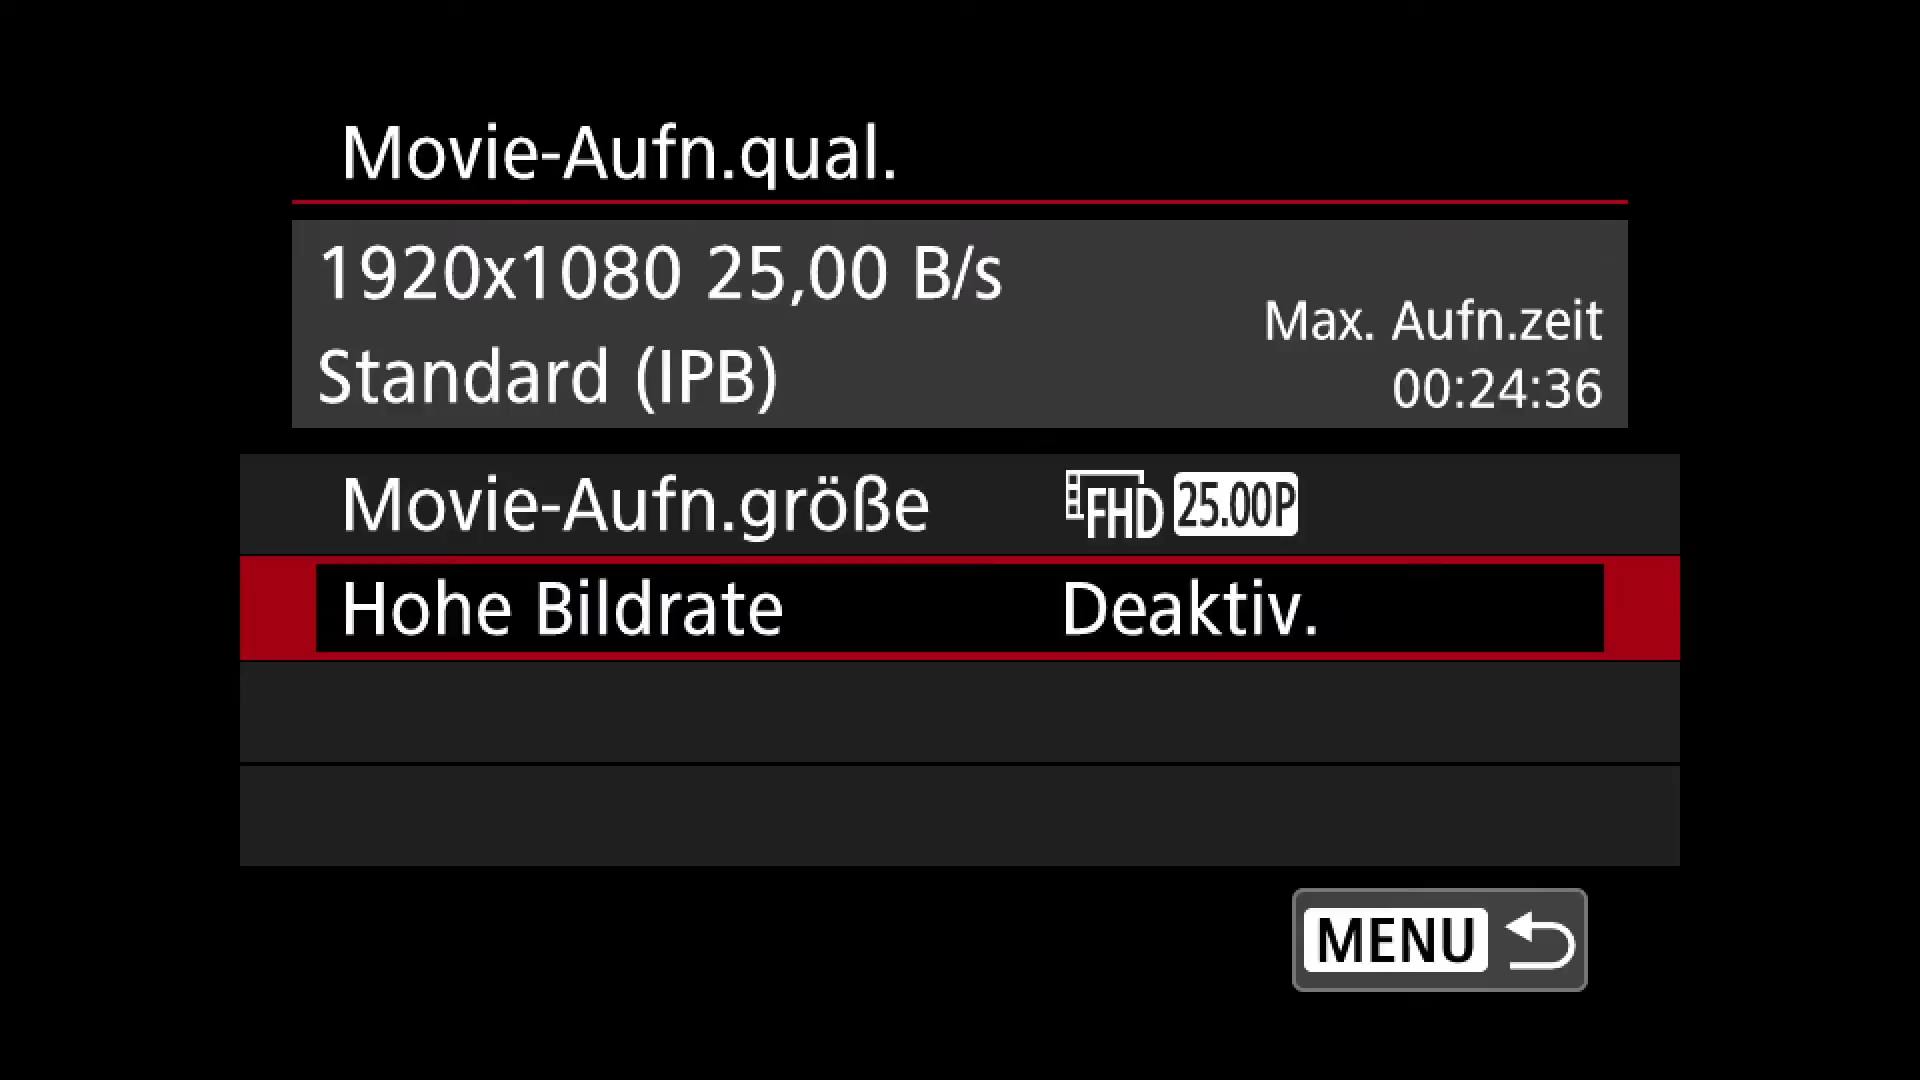 Movie-Aufn.qual.
1920x1080 25,00 B/s
Standard (IPB)
Max. Aufn.zeit
00:24:36
Movie-Aufn.größe FHD 25.00P
Hohe Bildrate Deaktiv.
MENU